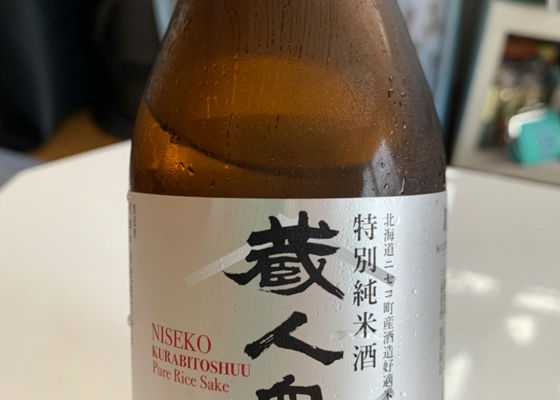 北海道ニセコ町産酒造好適米
特別純米酒
蔵人
NISEKO
KURABITOSHUU
Pure Rice Sake